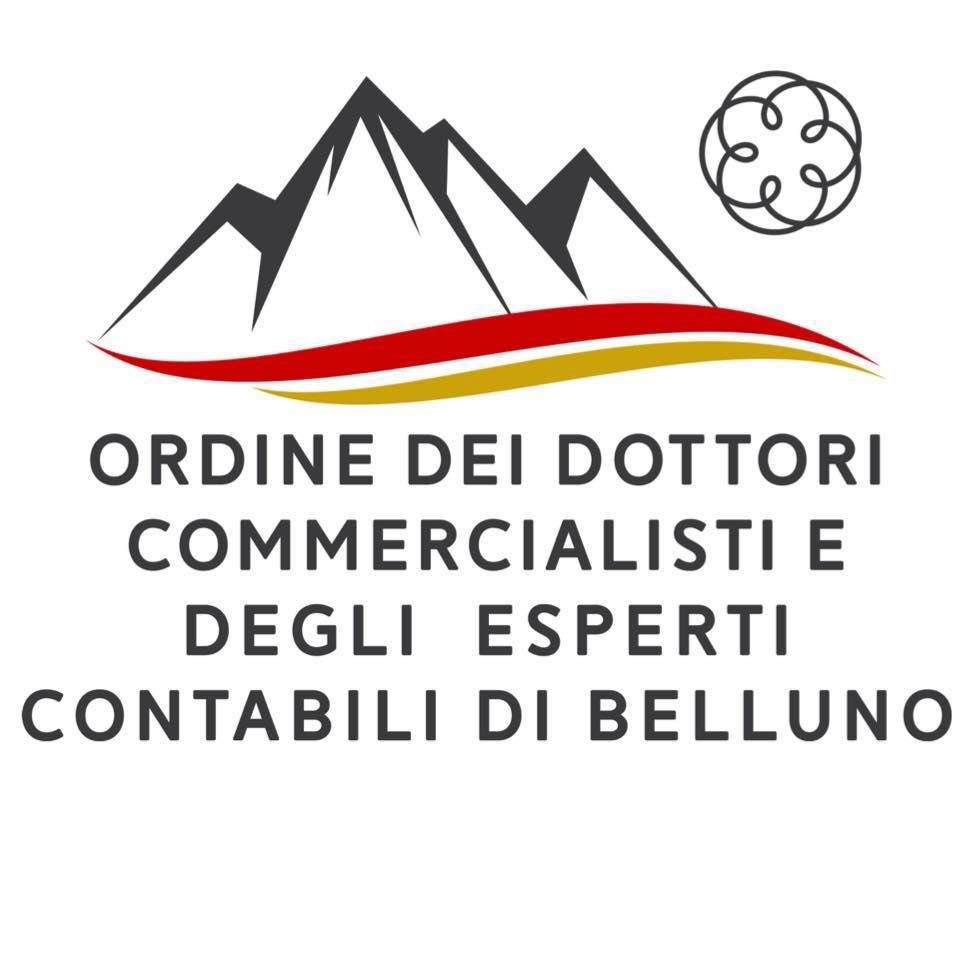 ORDINE DEI DOTTORI
COMMERCIALISTI E
DEGLI ESPERTI
CONTABILI DI BELLUNO